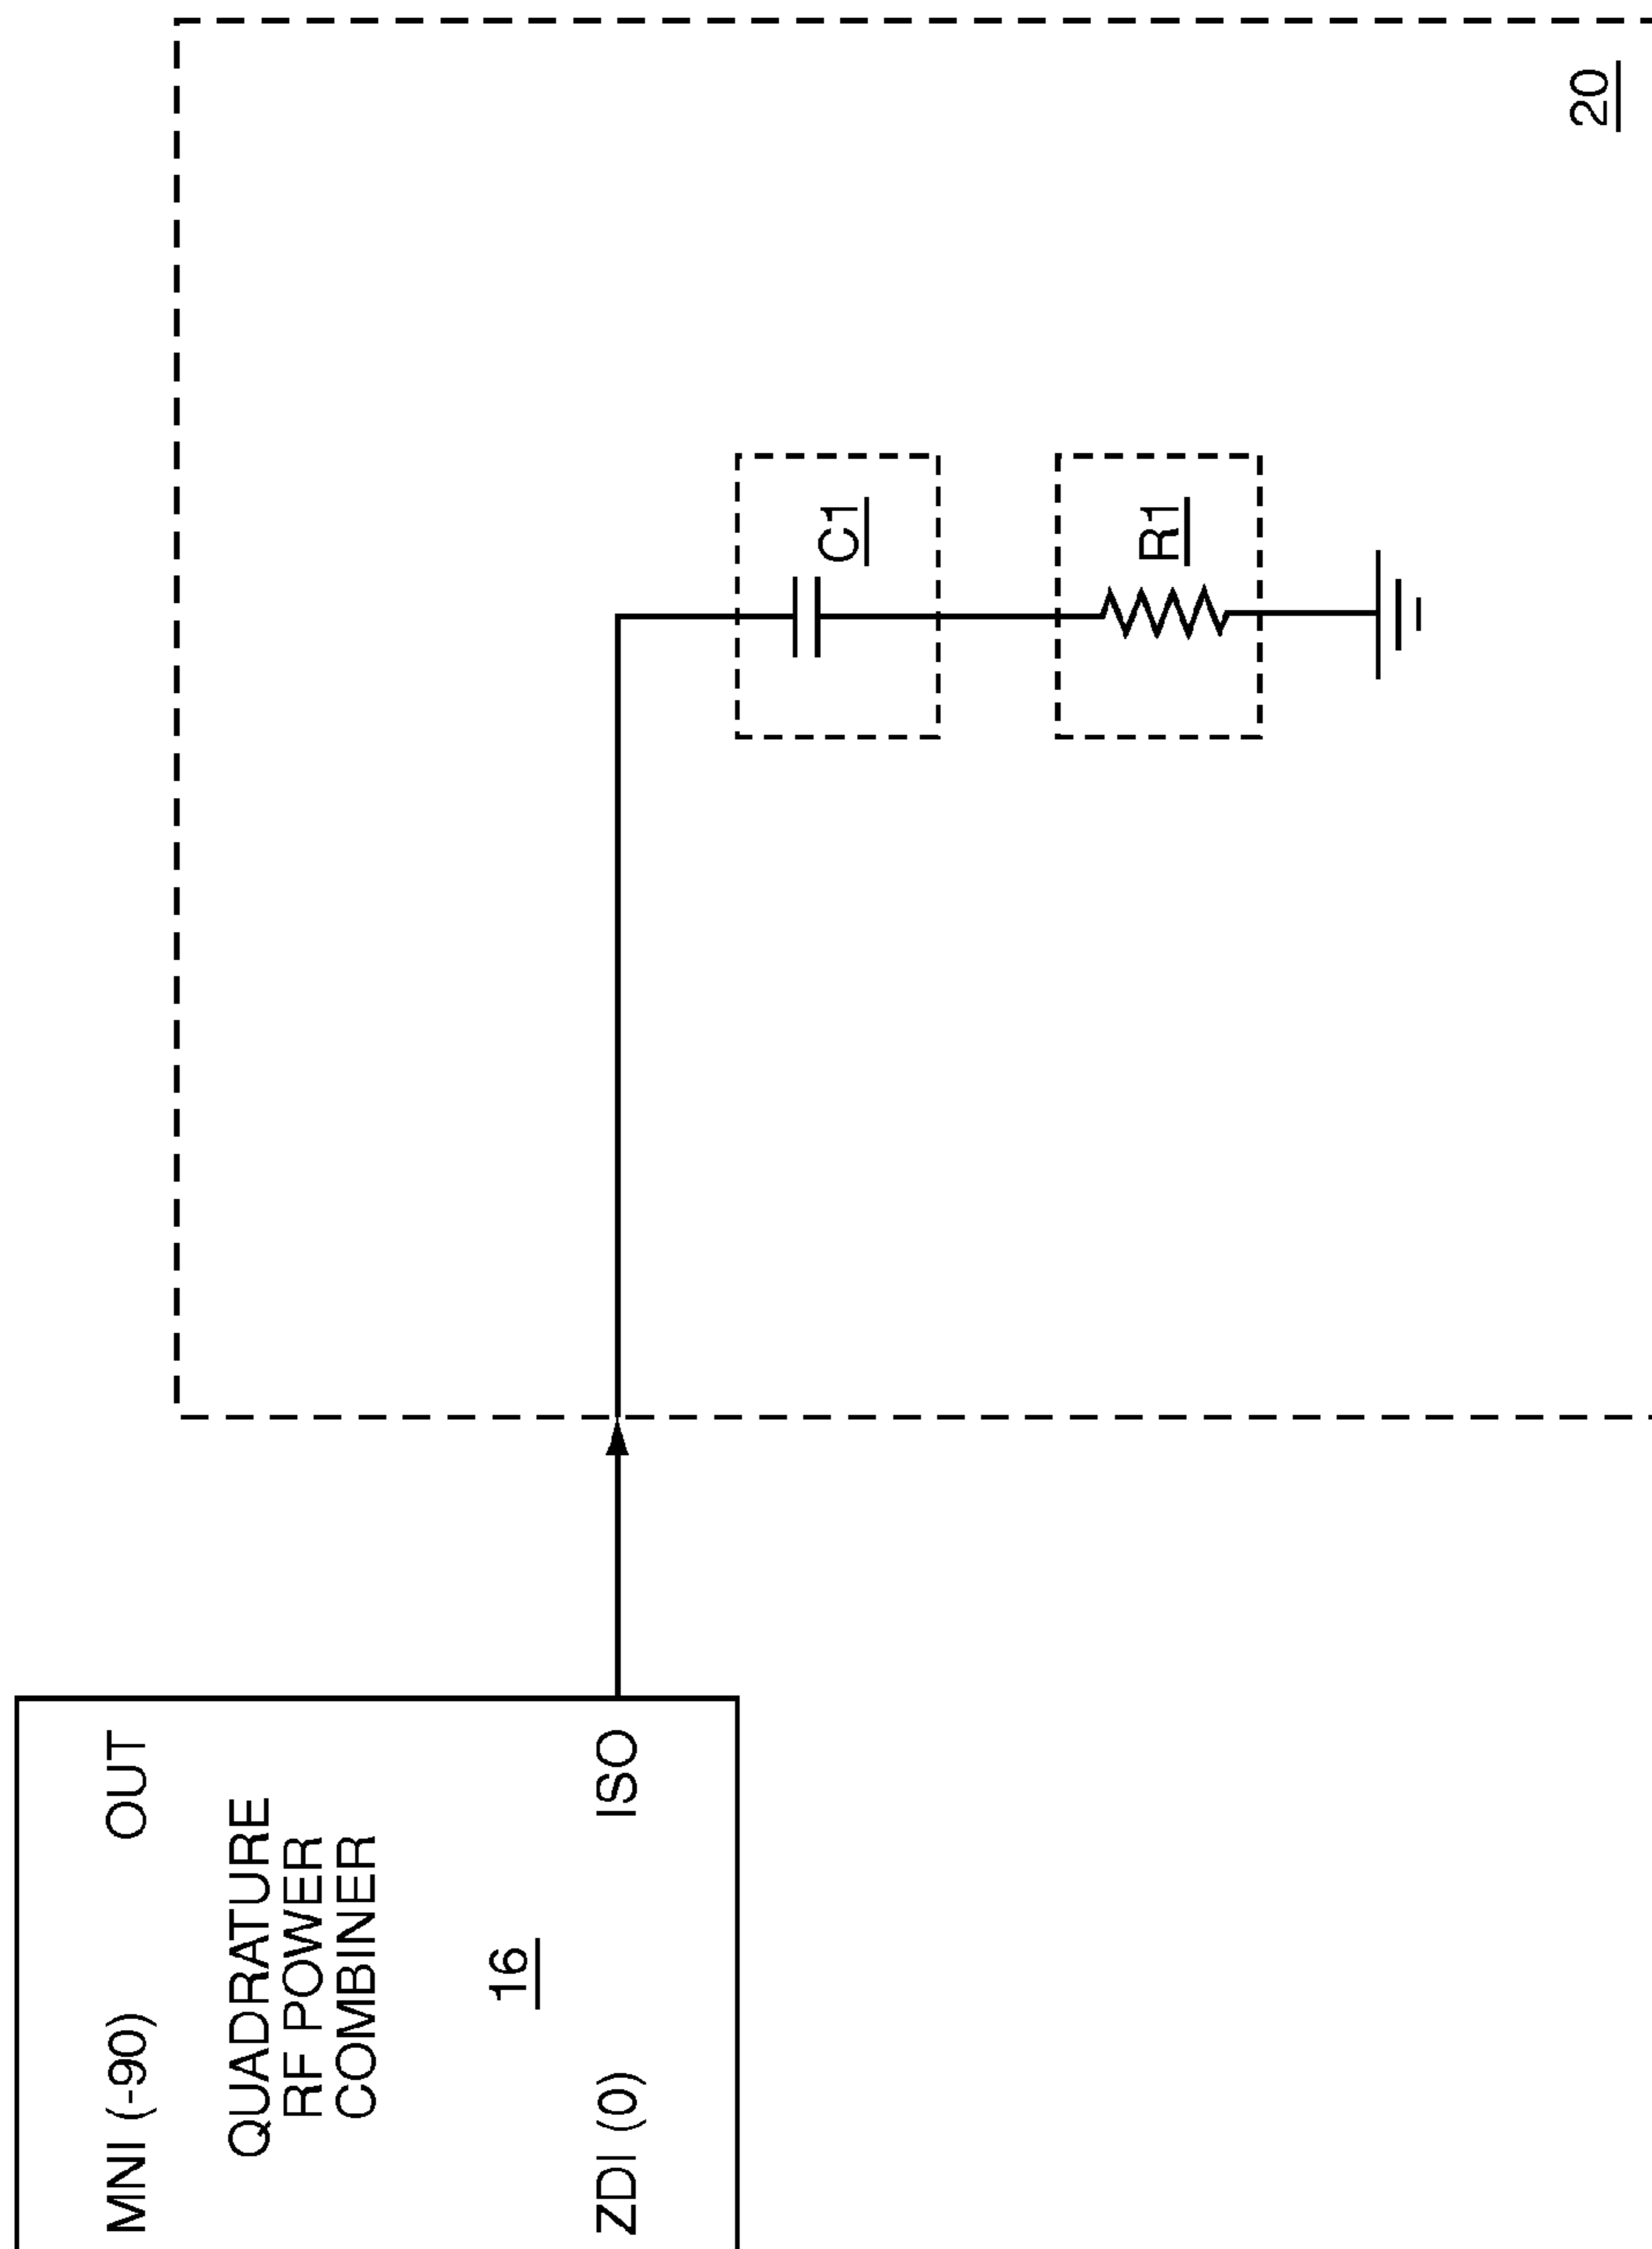 MNI (-90) OUT
QUADRATURE
RF POWER
COMBINER
16
ZDI (0) ISO
C1
R1
20